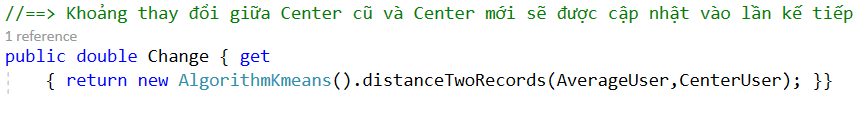 //==> Khoảng thay đổi giữa Center cũ và Center mới sẽ được cập nhật vào lần kế tiếp
1 reference
public double Change { get
{ return new AlgorithmKmeans().distanceTwoRecords(AverageUser,CenterUser); }}